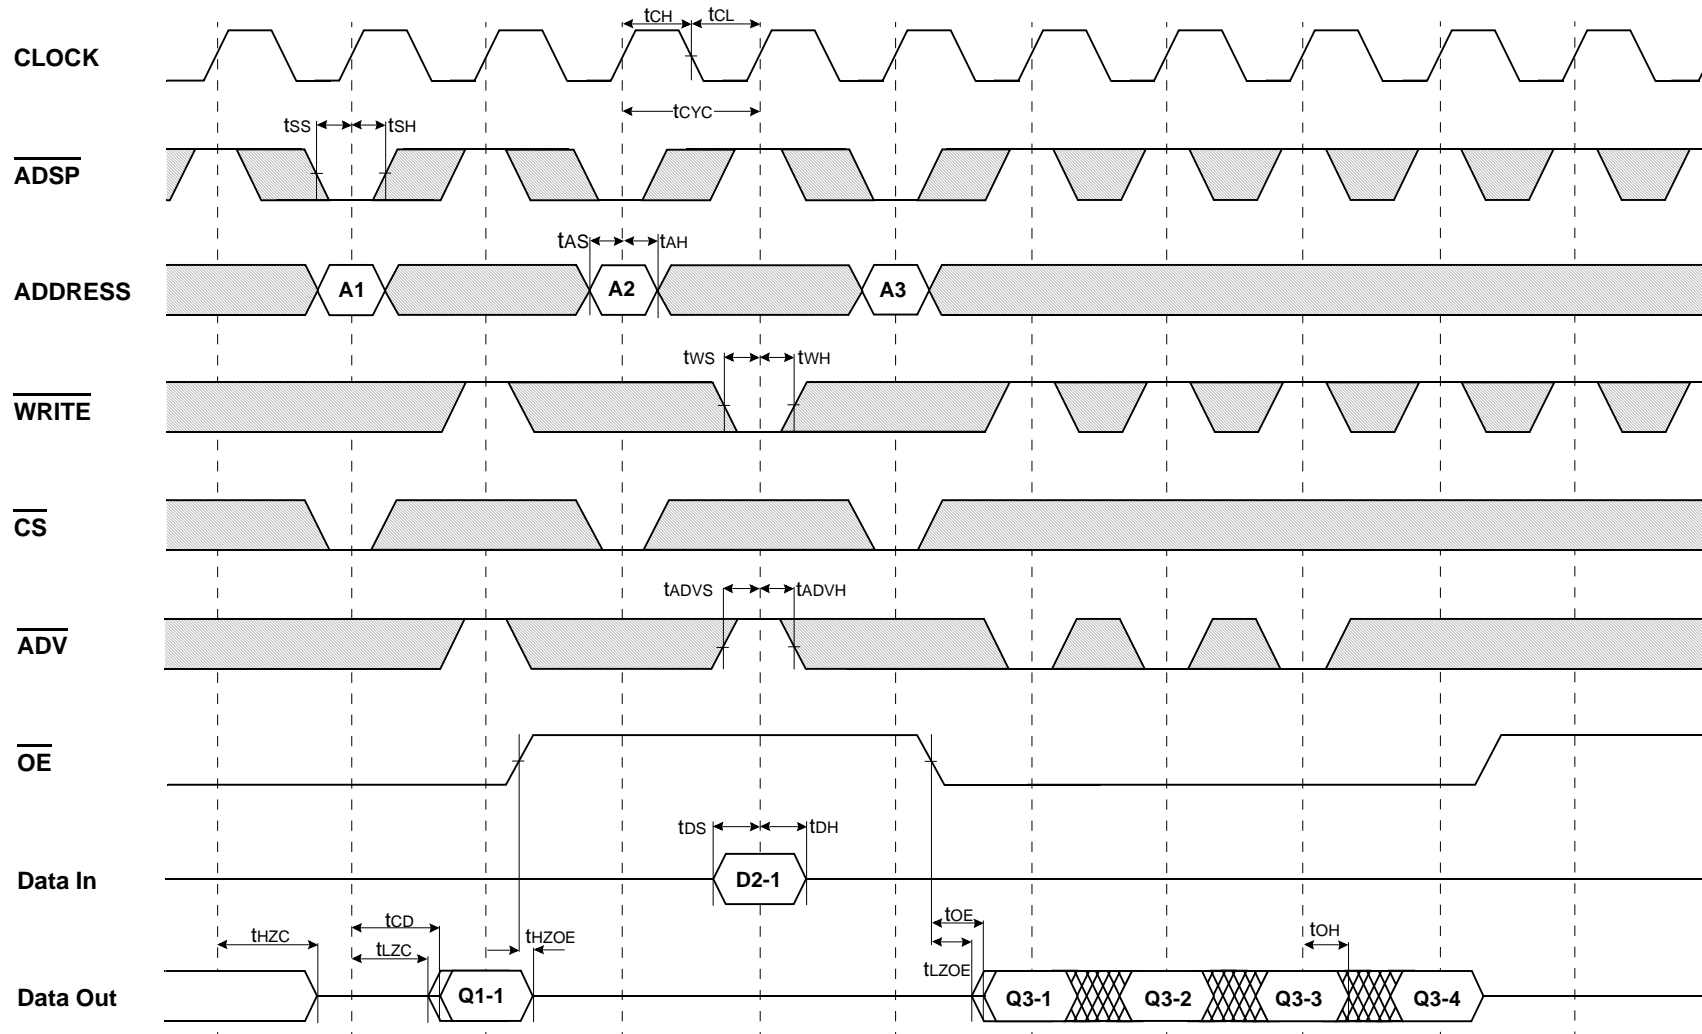 tCH tCL
CLOCK
tCYC
tSS tSH
ADSP
tAS tAH
ADDRESS A1 A2 A3
tWS tWH
WRITE
CS
tADVS tADVH
ADV
OE
tDS tDH
Data In D2-1
tHZC tCD tHZOE tOE tOH
tLZC tLZOE
Data Out Q1-1 Q3-1 Q3-2 Q3-3 Q3-4